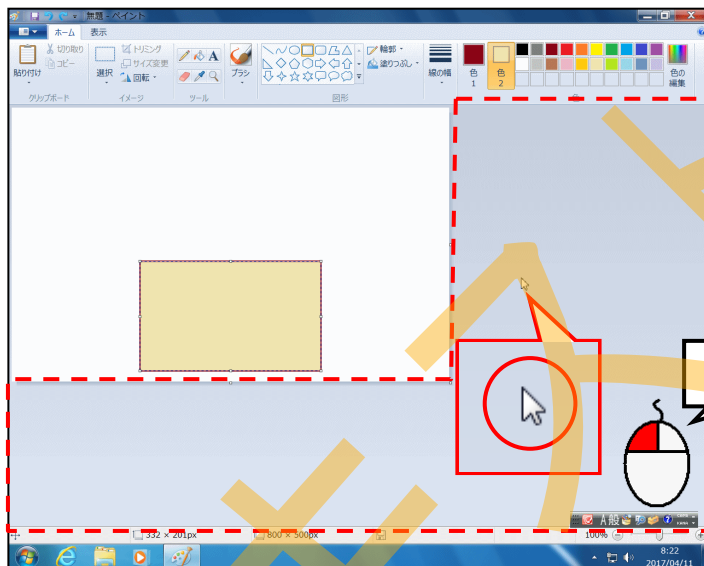 無題 - ペイント
ホーム 表示
貼り付け
切り取り
コピー
クリップボード
選択
トリミング
サイズ変更
回転
イメージ
A
ツール
ブラシ
輪郭
塗りつぶし
図形
線の幅
色
1
色
2
色の
編集
A 般
KANA
332 × 201px
800 × 500px
100%
8:22
2017/04/11